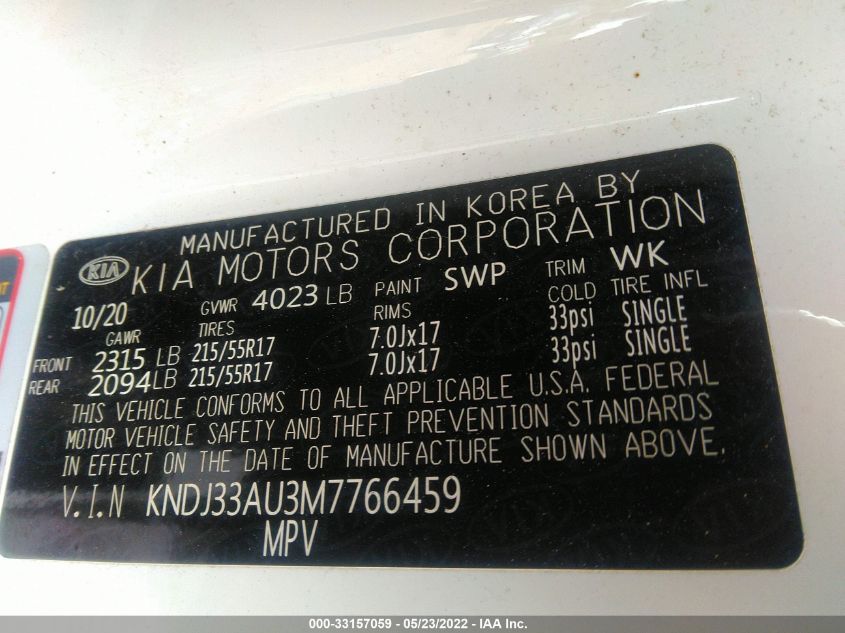 MANUFACTURED IN KOREA BY
KIA KIA MOTORS CORPORATION
10/20 GVWR 4023 LB PAINT SWP TRIM WK
GAWR TIRES RIMS COLD TIRE INFL
FRONT 2315 LB 215/55R17 7.0Jx17 33psi SINGLE
REAR 2094 LB 215/55R17 7.0Jx17 33psi SINGLE
THIS VEHICLE CONFORMS TO ALL APPLICABLE U.S.A. FEDERAL
MOTOR VEHICLE SAFETY AND THEFT PREVENTION STANDARDS
IN EFFECT ON THE DATE OF MANUFACTURE SHOWN ABOVE.
V.I.N KNDJ33AU3M7766459
MPV
000-33157059 - 05/23/2022 - IAA Inc.